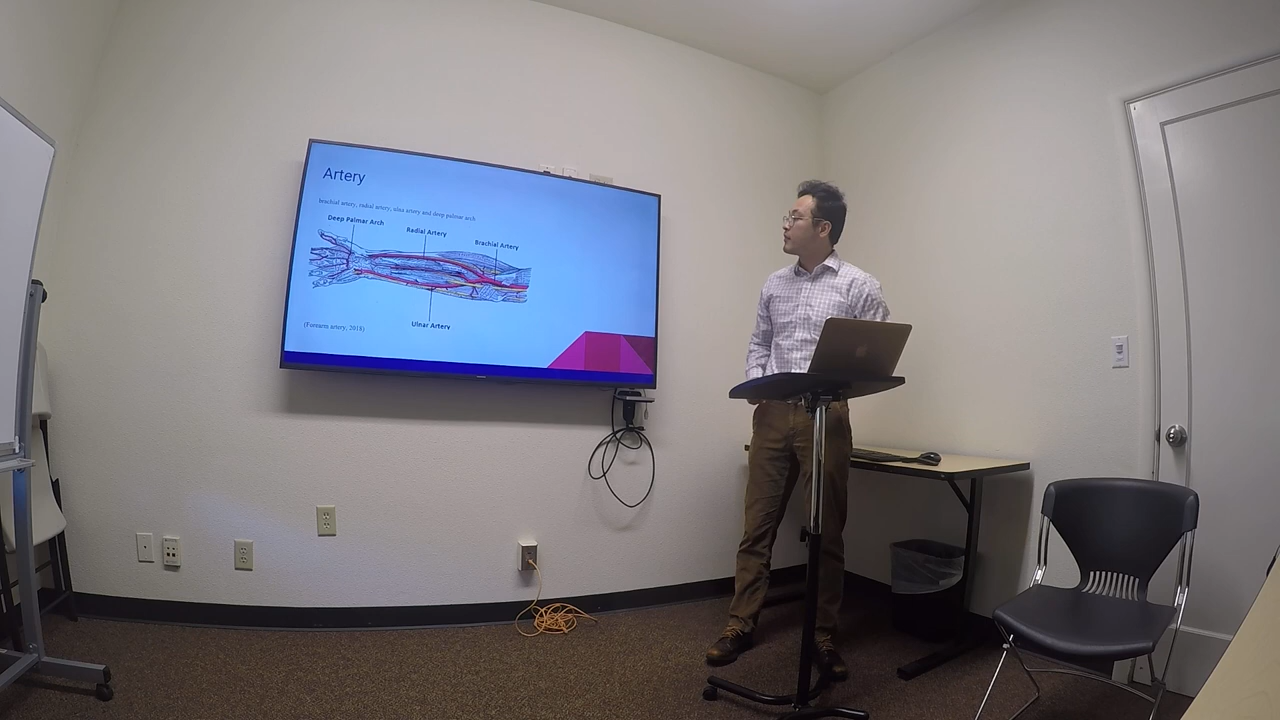 Artery
brachial artery, radial artery, ulna artery and deep palmar arch
Deep Palmar Arch
Radial Artery
Brachial Artery
Ulnar Artery
(Forearm artery, 2018)